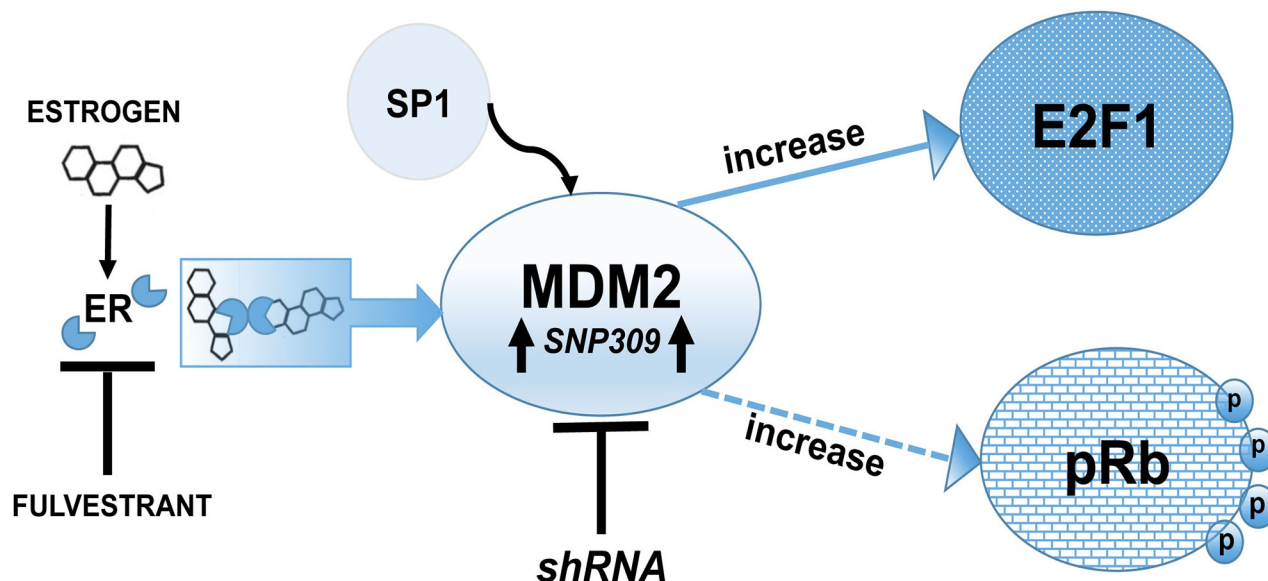 ESTROGEN
SP1
increase
E2F1
ER
MDM2
SNP309
increase
pRb
p
p
p
p
FULVESTRANT
shRNA